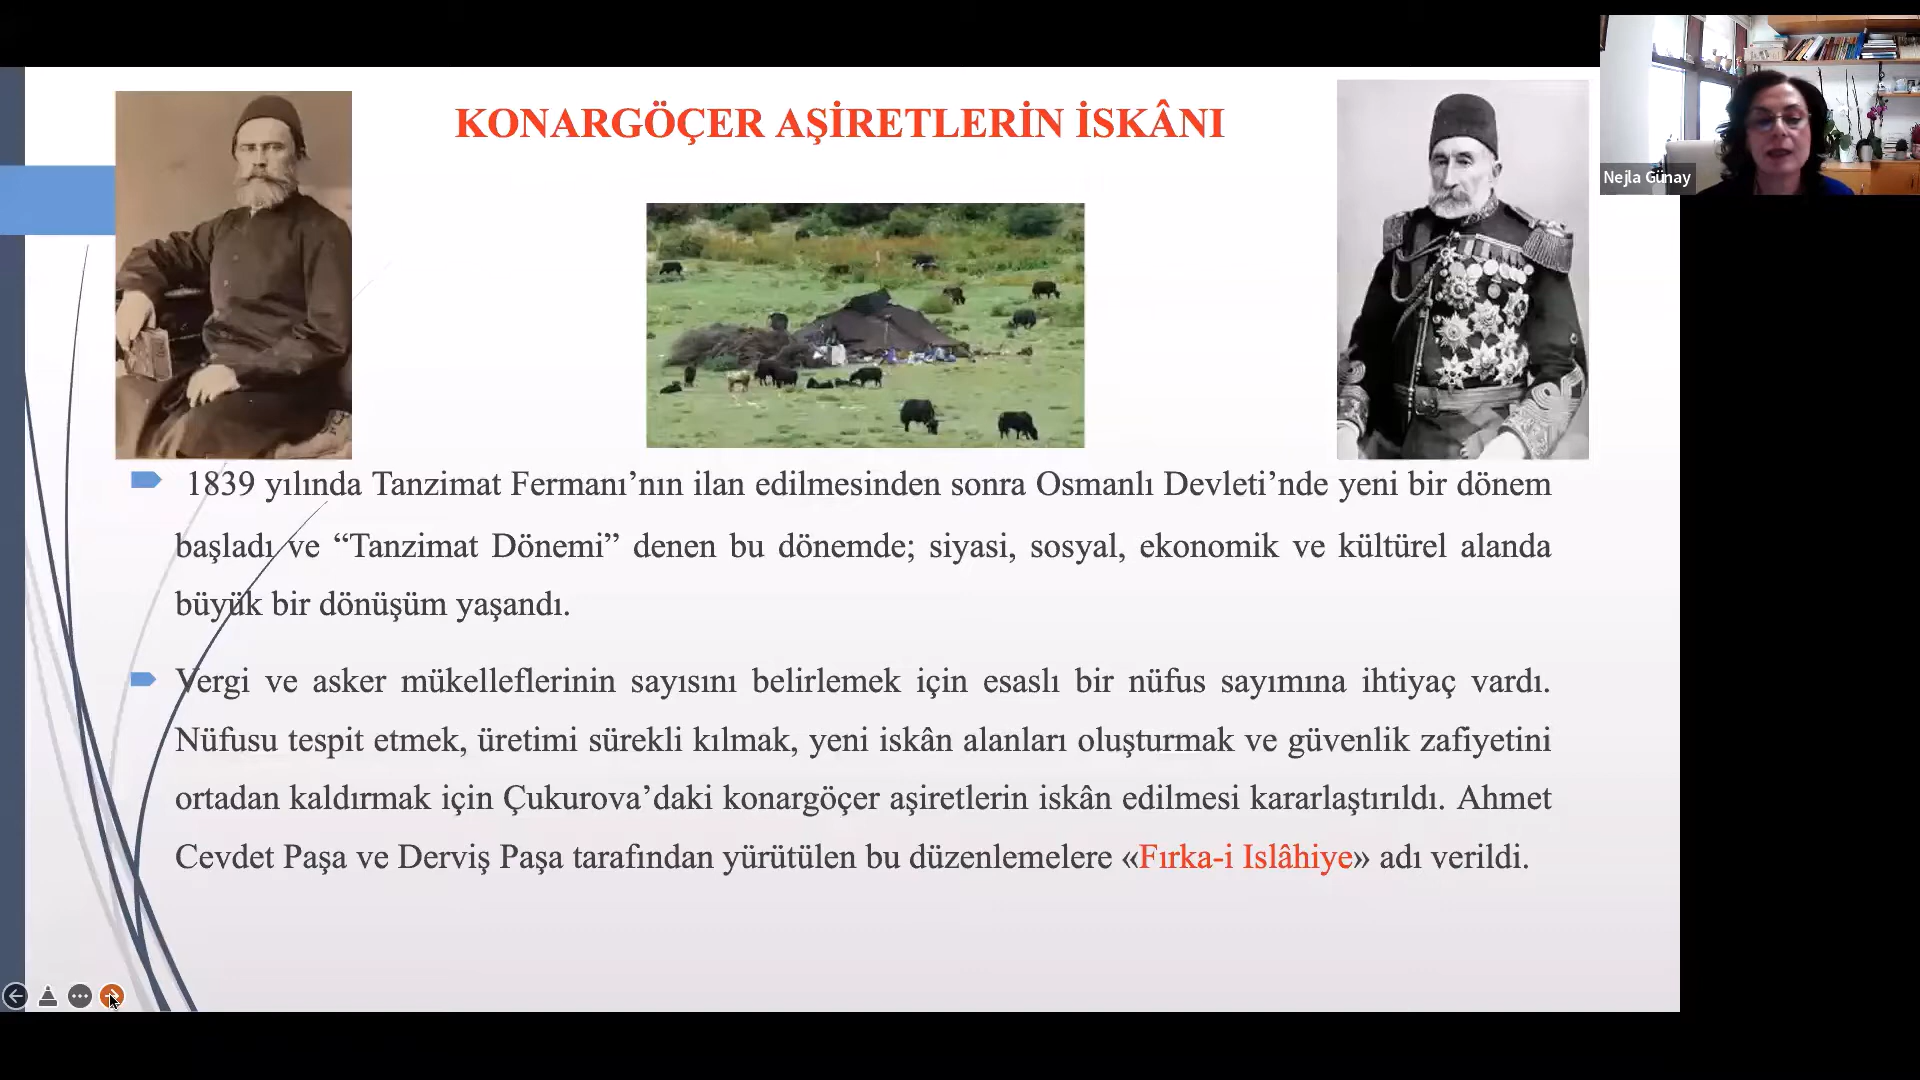 KONARGÖÇER AŞİRETLERİN İSKÂNI
Nejla Günay
1839 yılında Tanzimat Fermanı’nın ilan edilmesinden sonra Osmanlı Devleti’nde yeni bir dönem
başladı ve “Tanzimat Dönemi” denen bu dönemde; siyasi, sosyal, ekonomik ve kültürel alanda
büyük bir dönüşüm yaşandı.
Vergi ve asker mükelleflerinin sayısını belirlemek için esaslı bir nüfus sayımına ihtiyaç vardı.
Nüfusu tespit etmek, üretimi sürekli kılmak, yeni iskân alanları oluşturmak ve güvenlik zafiyetini
ortadan kaldırmak için Çukurova’daki konargöçer aşiretlerin iskân edilmesi kararlaştırıldı. Ahmet
Cevdet Paşa ve Derviş Paşa tarafından yürütülen bu düzenlemelere «Fırka-i Islâhiye» adı verildi.